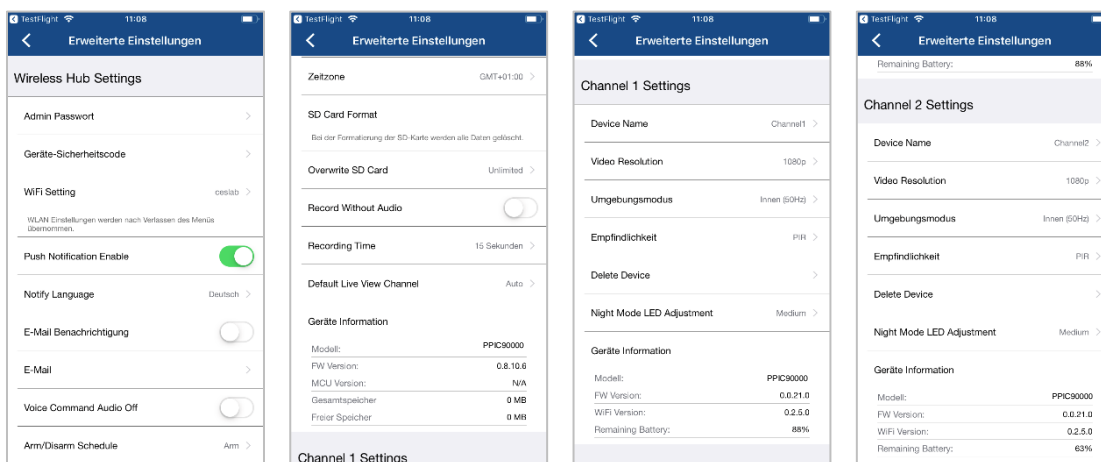 TestFlight 11:08
Erweiterte Einstellungen
Wireless Hub Settings
Admin Passwort
Geräte-Sicherheitscode
WiFi Setting ceslab
WLAN Einstellungen werden nach Verlassen des Menüs
übernommen.
Push Notification Enable
Notify Language Deutsch
E-Mail Benachrichtigung
E-Mail
Voice Command Audio Off
Arm/Disarm Schedule Arm
TestFlight 11:08
Erweiterte Einstellungen
Zeitzone GMT+01:00
SD Card Format
Bei der Formatierung der SD-Karte werden alle Daten gelöscht.
Overwrite SD Card Unlimited
Record Without Audio
Recording Time 15 Sekunden
Default Live View Channel Auto
Geräte Information
Modell: PPIC90000
FW Version: 0.8.10.6
MCU Version: N/A
Gesamtspeicher 0 MB
Freier Speicher 0 MB
Channel 1 Settings
TestFlight 11:08
Erweiterte Einstellungen
Channel 1 Settings
Device Name Channel1
Video Resolution 1080p
Umgebungsmodus Innen (50Hz)
Empfindlichkeit PIR
Delete Device
Night Mode LED Adjustment Medium
Geräte Information
Modell: PPIC90000
FW Version: 0.0.21.0
WiFi Version: 0.2.5.0
Remaining Battery: 88%
TestFlight 11:08
Erweiterte Einstellungen
Remaining Battery: 88%
Channel 2 Settings
Device Name Channel2
Video Resolution 1080p
Umgebungsmodus Innen (50Hz)
Empfindlichkeit PIR
Delete Device
Night Mode LED Adjustment Medium
Geräte Information
Modell: PPIC90000
FW Version: 0.0.21.0
WiFi Version: 0.2.5.0
Remaining Battery: 63%